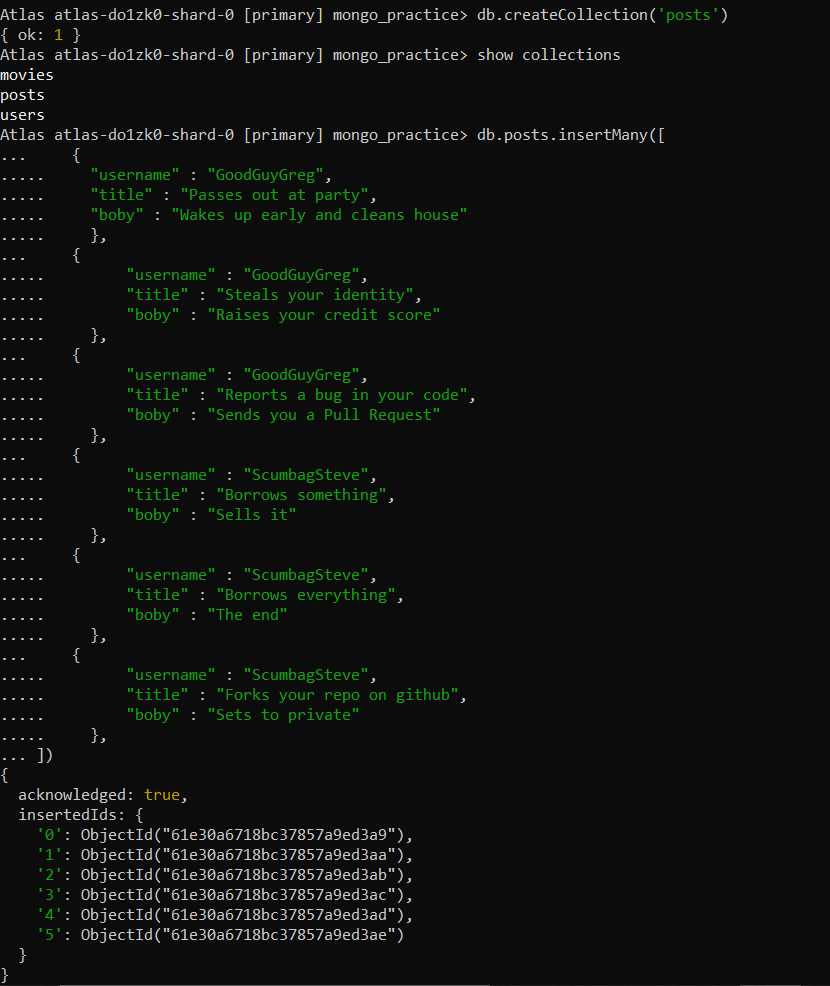 Atlas atlas-do1zk0-shard-0 [primary] mongo_practice> db.createCollection('posts')
{ ok: 1 }
Atlas atlas-do1zk0-shard-0 [primary] mongo_practice> show collections
movies
posts
users
Atlas atlas-do1zk0-shard-0 [primary] mongo_practice> db.posts.insertMany([
...     {
.....     "username" : "GoodGuyGreg",
.....     "title" : "Passes out at party",
.....     "boby" : "Wakes up early and cleans house"
.....     },
...     {
.....         "username" : "GoodGuyGreg",
.....         "title" : "Steals your identity",
.....         "boby" : "Raises your credit score"
.....     },
...     {
.....         "username" : "GoodGuyGreg",
.....         "title" : "Reports a bug in your code",
.....         "boby" : "Sends you a Pull Request"
.....     },
...     {
.....         "username" : "ScumbagSteve",
.....         "title" : "Borrows something",
.....         "boby" : "Sells it"
.....     },
...     {
.....         "username" : "ScumbagSteve",
.....         "title" : "Borrows everything",
.....         "boby" : "The end"
.....     },
...     {
.....         "username" : "ScumbagSteve",
.....         "title" : "Forks your repo on github",
.....         "boby" : "Sets to private"
.....     },
... ])
{
  acknowledged: true,
  insertedIds: {
    '0': ObjectId("61e30a6718bc37857a9ed3a9"),
    '1': ObjectId("61e30a6718bc37857a9ed3aa"),
    '2': ObjectId("61e30a6718bc37857a9ed3ab"),
    '3': ObjectId("61e30a6718bc37857a9ed3ac"),
    '4': ObjectId("61e30a6718bc37857a9ed3ad"),
    '5': ObjectId("61e30a6718bc37857a9ed3ae")
  }
}